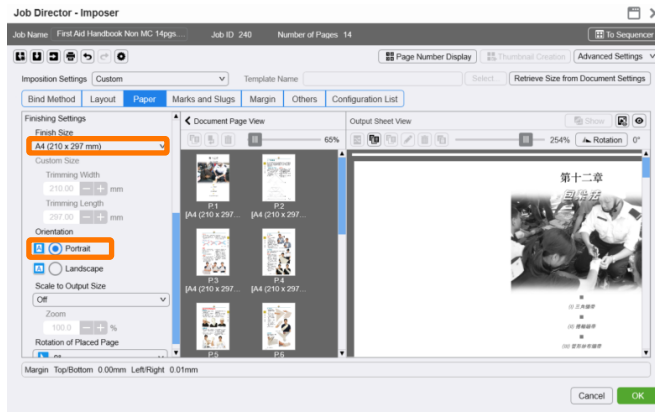 Job Director - Imposer
Job Name First Aid Handbook Non MC 14pgs... Job ID 240 Number of Pages 14 To Sequencer
Page Number Display Thumbnail Creation Advanced Settings
Imposition Settings Custom Template Name Select... Retrieve Size from Document Settings
Bind Method Layout Paper Marks and Slugs Margin Others Configuration List
Finishing Settings
Finish Size
A4 (210 x 297 mm)
Custom Size
Trimming Width
210.00 mm
Trimming Length
297.00 mm
Orientation
Portrait
Landscape
Scale to Output Size
Off
Zoom
100.0 %
Rotation of Placed Page
Document Page View
65%
P.1 P.2
[A4 (210 x 297... [A4 (210 x 297...
P.3 P.4
[A4 (210 x 297... [A4 (210 x 297...
P.5 P.6
Output Sheet View Show
254% Rotation 0°
第十二章
包紮法
Margin Top/Bottom 0.00mm Left/Right 0.01mm
Cancel OK